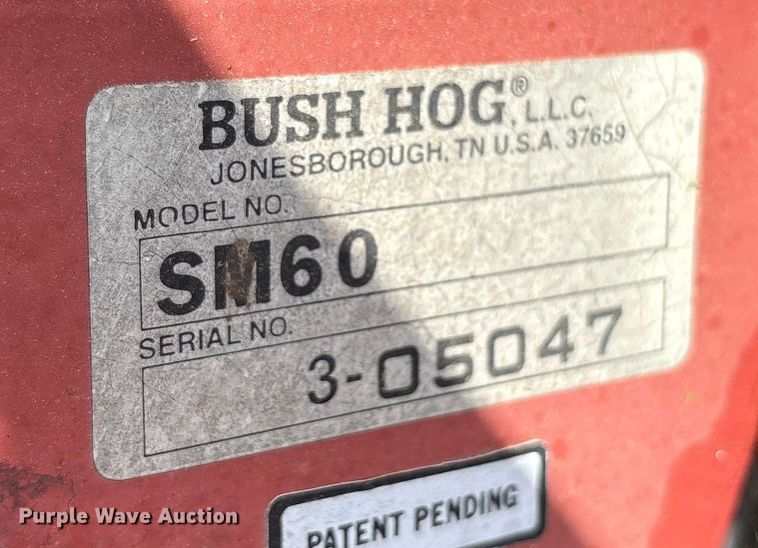 BUSH HOG®, L.L.C.
JONESBOROUGH, TN U.S.A. 37659
MODEL NO.
SM60
SERIAL NO.
3-05047
PATENT PENDING
Purple Wave Auction